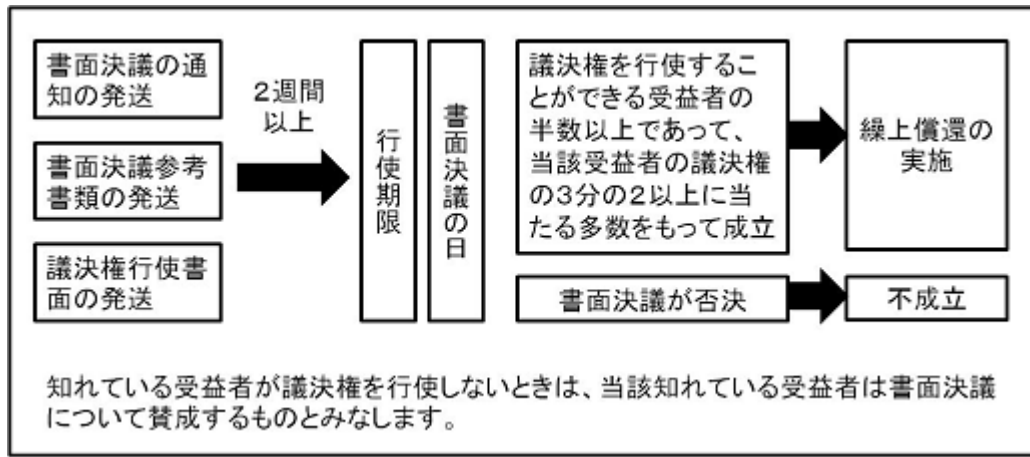 書面決議の通
知の発送
書面決議参考
書類の発送
議決権行使書
面の発送
2週間
以上
行使期限
書面決議の日
議決権を行使するこ
とができる受益者の
半数以上であって、
当該受益者の議決権
の3分の2以上に当
たる多数をもって成立
繰上償還の
実施
書面決議が否決
不成立
知れている受益者が議決権を行使しないときは、当該知れている受益者は書面決議
について賛成するものとみなします。